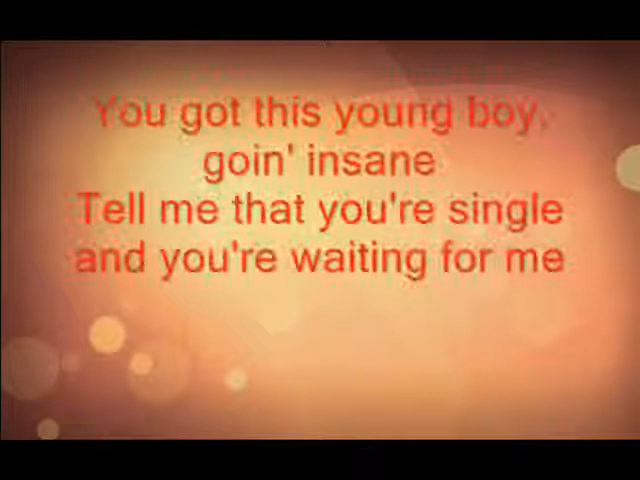 You got this young boy,
goin' insane
Tell me that you're single
and you're waiting for me